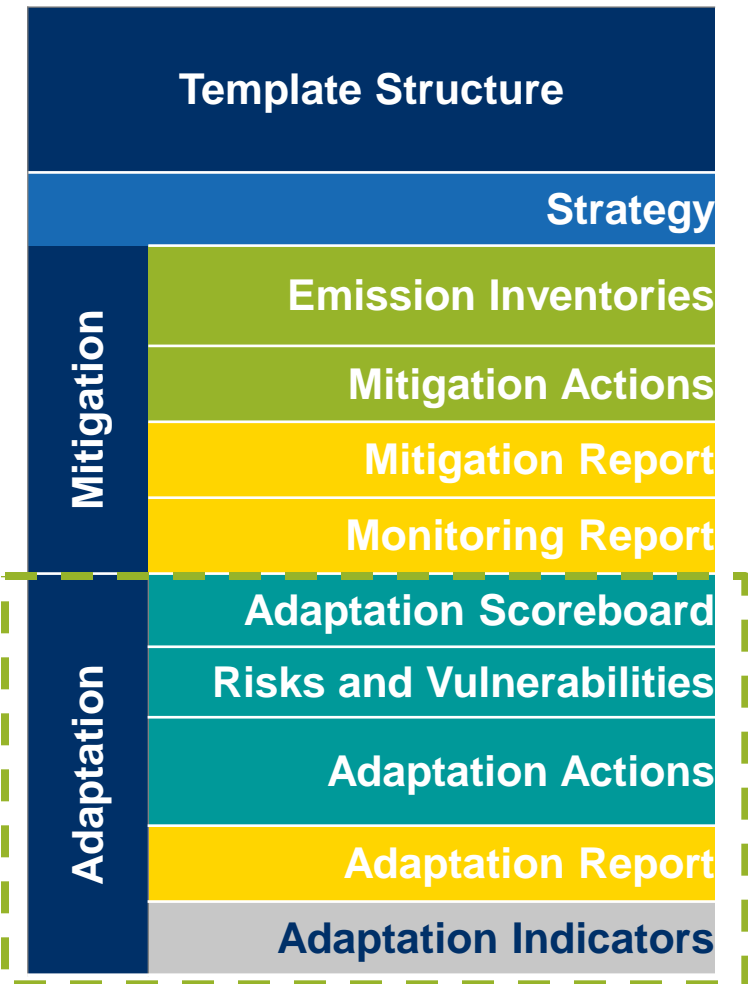 Template Structure
Strategy
Mitigation
Emission Inventories
Mitigation Actions
Mitigation Report
Monitoring Report
Adaptation
Adaptation Scoreboard
Risks and Vulnerabilities
Adaptation Actions
Adaptation Report
Adaptation Indicators